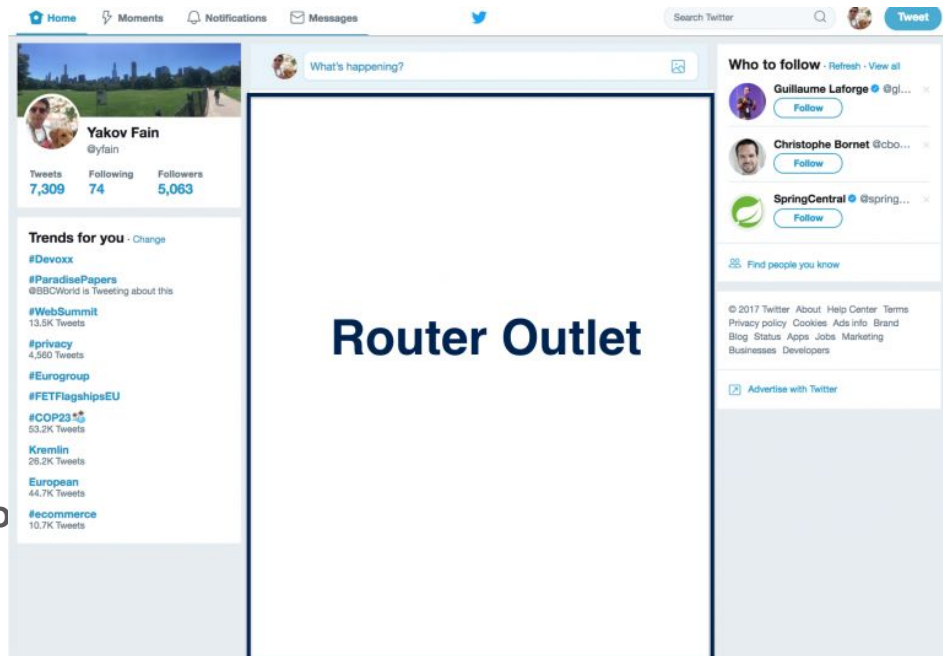 Home Moments Notifications Messages Search Twitter Tweet
What's happening?
Yakov Fain
@yfain
Tweets Following Followers
7,309 74 5,063
Trends for you · Change
#Devoxx
#ParadisePapers
@BBCWorld is Tweeting about this
#WebSummit
13.5K Tweets
#privacy
4,560 Tweets
#Eurogroup
#FETFlagshipsEU
#COP23
53.2K Tweets
Kremlin
26.2K Tweets
European
44.7K Tweets
#ecommerce
10.7K Tweets
Router Outlet
Who to follow · Refresh · View all
Guillaume Laforge @gl...
Follow
Christophe Bornet @cbo...
Follow
SpringCentral @spring...
Follow
Find people you know
© 2017 Twitter About Help Center Terms
Privacy policy Cookies Ads info Brand
Blog Status Apps Jobs Marketing
Businesses Developers
Advertise with Twitter